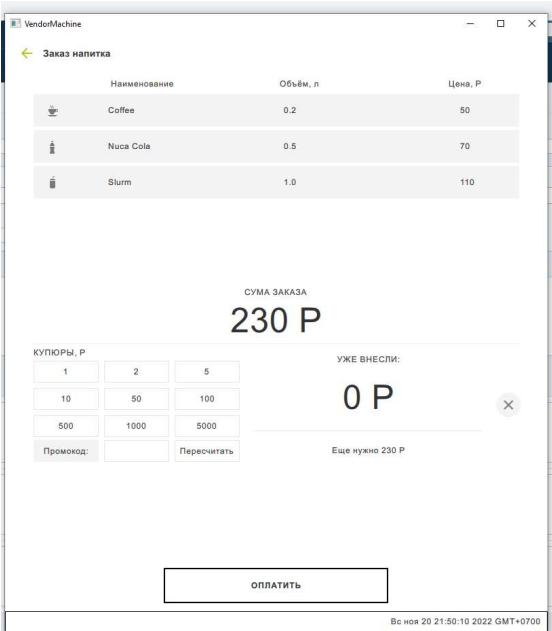 VendorMachine
Заказ напитка
Наименование Объём, л Цена, Р
Coffee 0.2 50
Nuca Cola 0.5 70
Slurm 1.0 110
СУМА ЗАКАЗА
230 Р
КУПЮРЫ, Р
УЖЕ ВНЕСЛИ:
1 2 5
10 50 100
0 Р
500 1000 5000
Промокод: Пересчитать
Еще нужно 230 Р
ОПЛАТИТЬ
Вс ноя 20 21:50:10 2022 GMT+0700